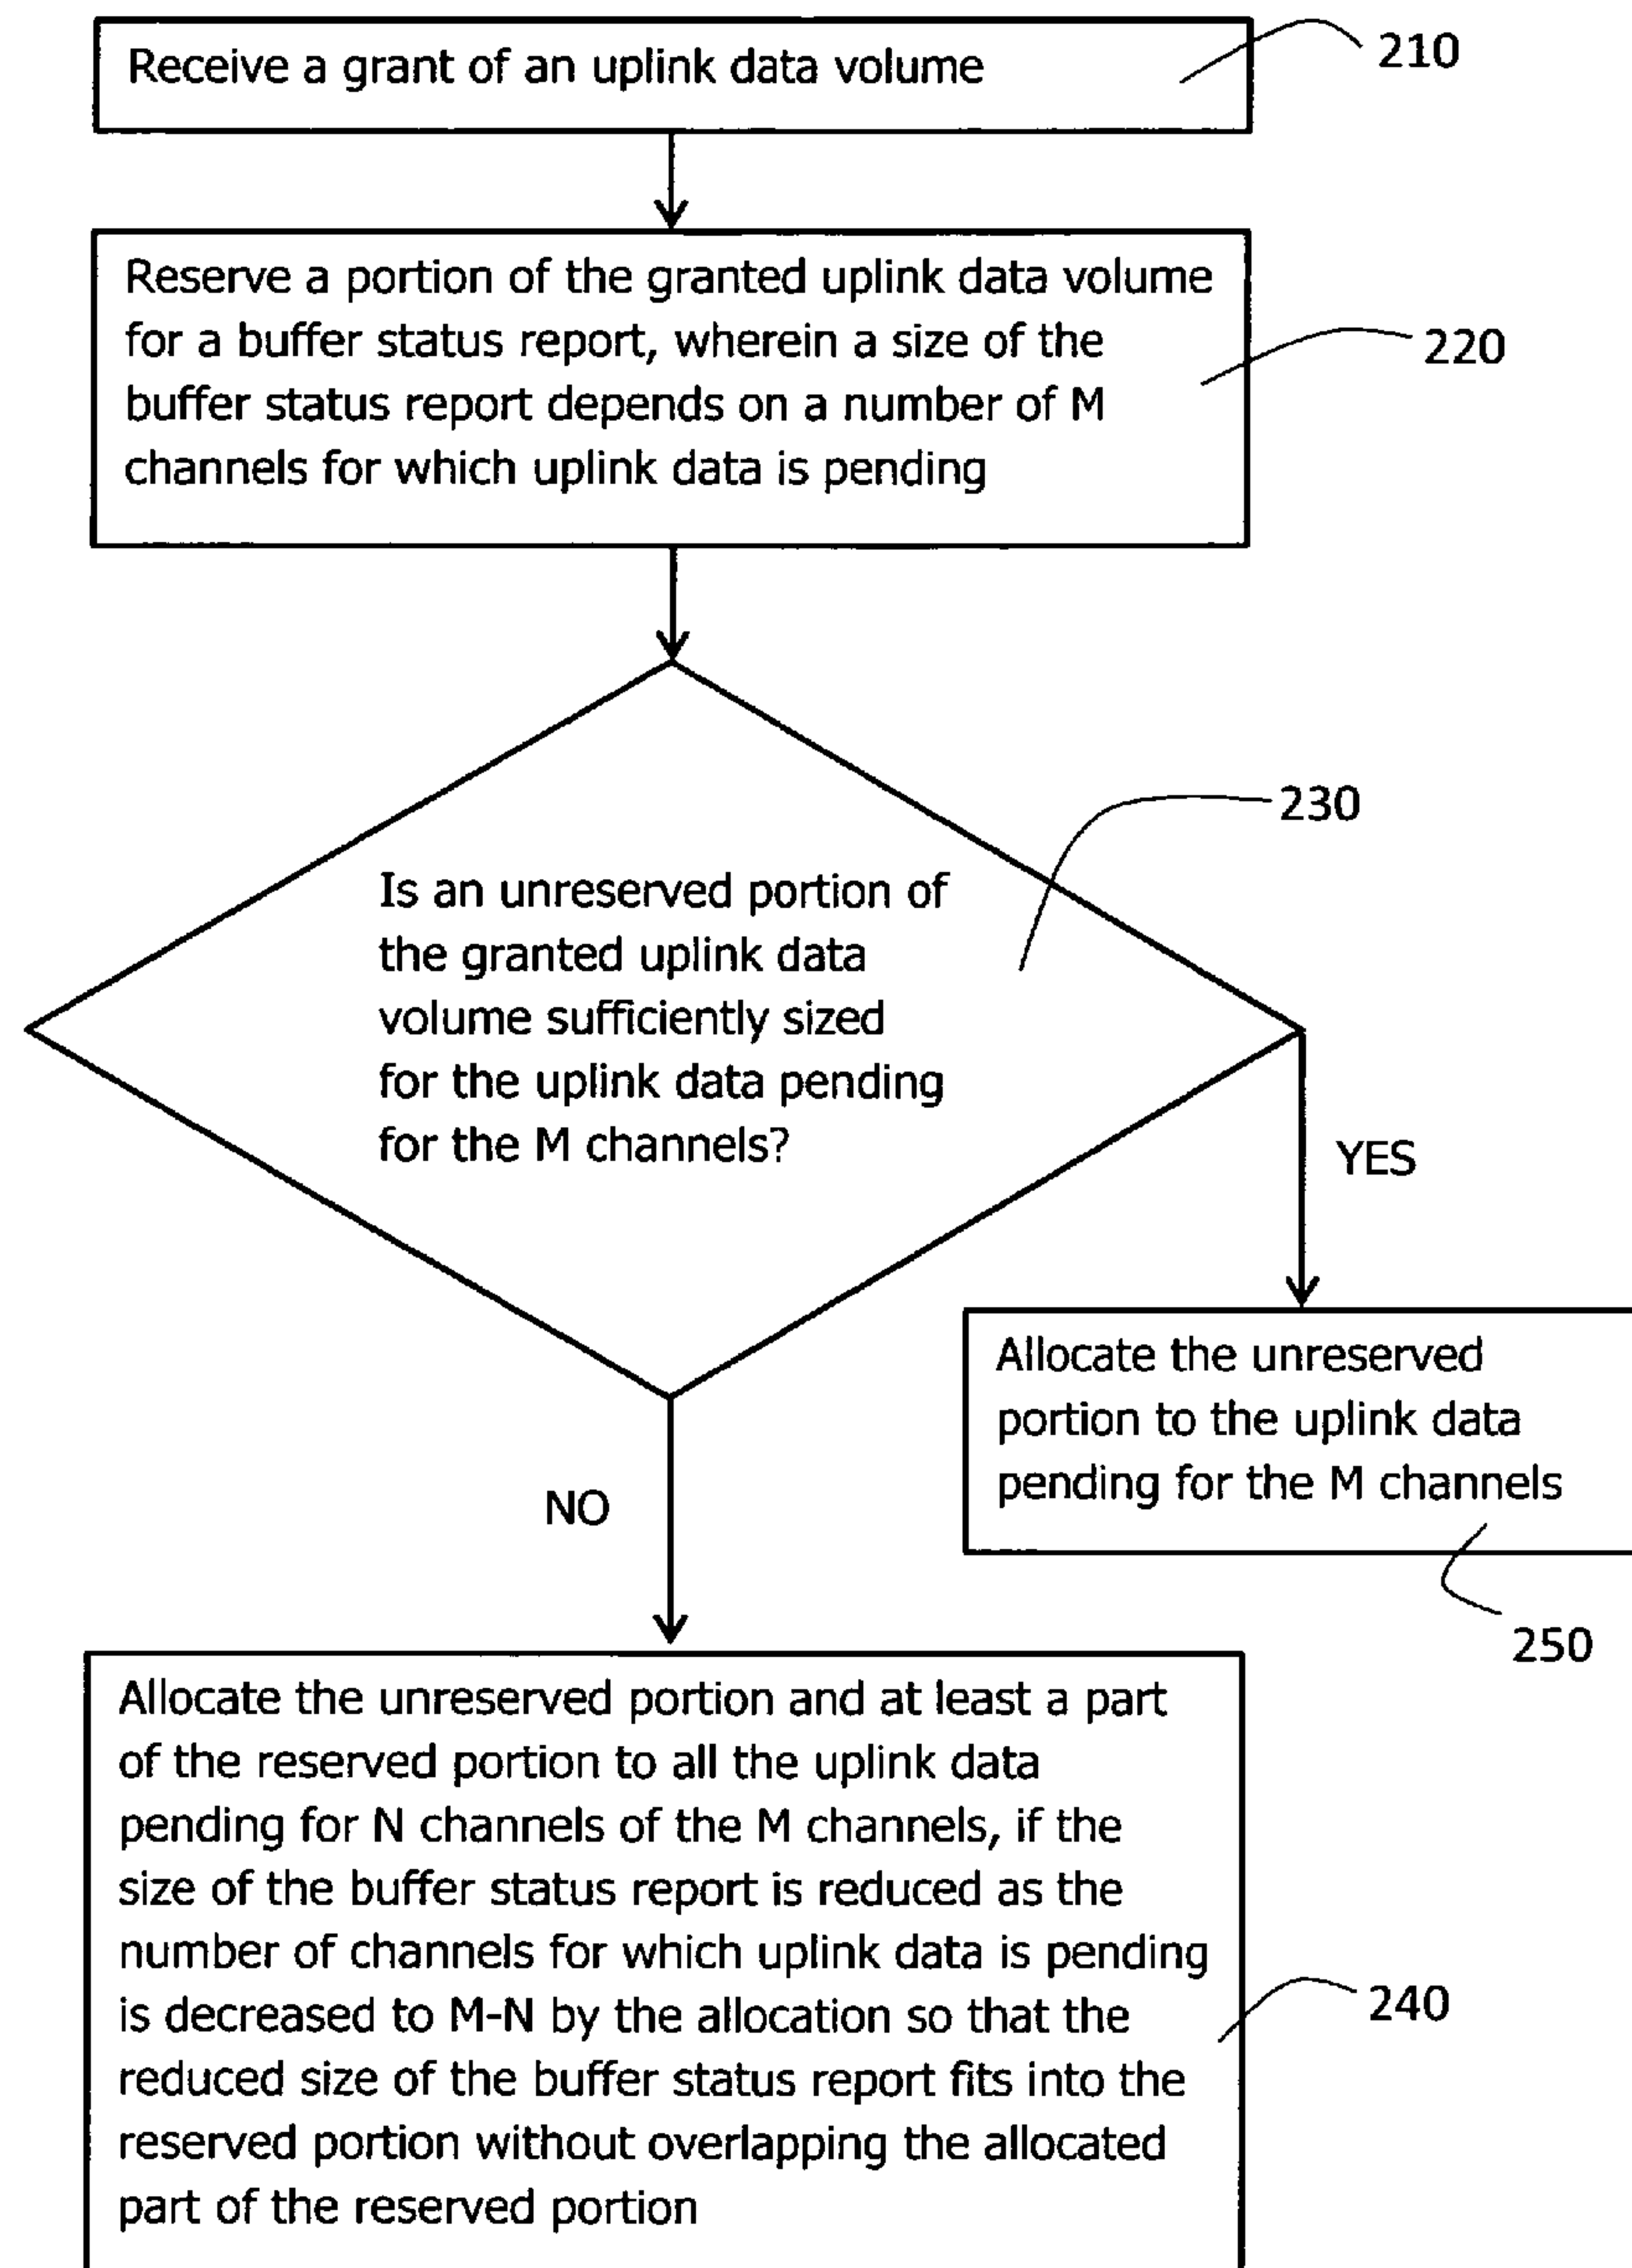 Receive a grant of an uplink data volume
210
Reserve a portion of the granted uplink data volume
for a buffer status report, wherein a size of the
buffer status report depends on a number of M
channels for which uplink data is pending
220
230
Is an unreserved portion of
the granted uplink data
volume sufficiently sized
for the uplink data pending
for the M channels?
YES
Allocate the unreserved
portion to the uplink data
pending for the M channels
250
NO
Allocate the unreserved portion and at least a part
of the reserved portion to all the uplink data
pending for N channels of the M channels, if the
size of the buffer status report is reduced as the
number of channels for which uplink data is pending
is decreased to M-N by the allocation so that the
reduced size of the buffer status report fits into the
reserved portion without overlapping the allocated
part of the reserved portion
240